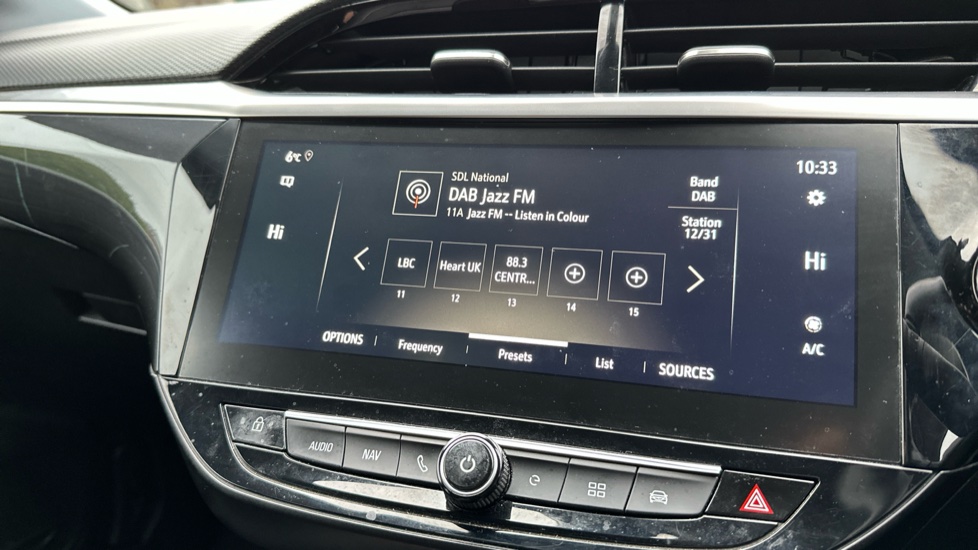 6°C
10:33
Hi
SDL National
DAB Jazz FM
11A Jazz FM -- Listen in Colour
Band
DAB
Station
12/31
Hi
LBC
Heart UK
88.3
CENTR...
11
12
13
14
15
A/C
OPTIONS
Frequency
Presets
List
SOURCES
AUDIO
NAV